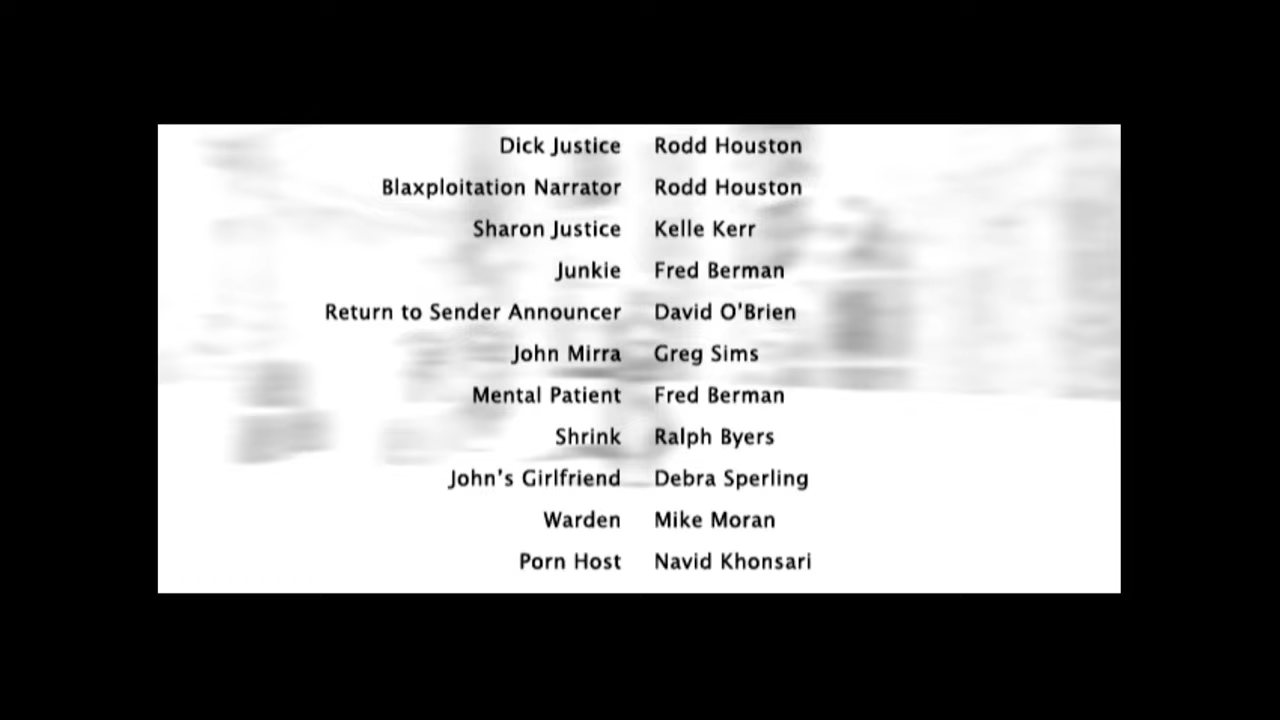 Dick Justice Rodd Houston
Blaxploitation Narrator Rodd Houston
Sharon Justice Kelle Kerr
Junkie Fred Berman
Return to Sender Announcer David O'Brien
John Mirra Greg Sims
Mental Patient Fred Berman
Shrink Ralph Byers
John's Girlfriend Debra Sperling
Warden Mike Moran
Porn Host Navid Khonsari